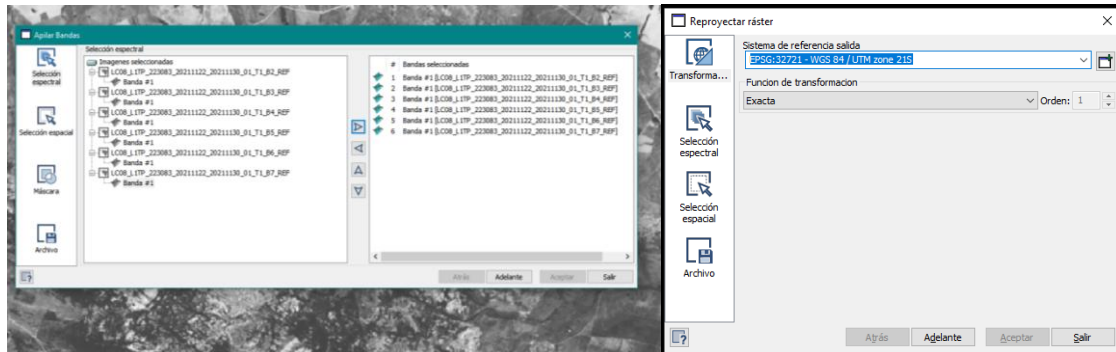 Apilar Bandas
Selección espectral
Selección espacial
Máscara
Archivo
Selección espectral
Imagenes seleccionadas
LC08_L1TP_223083_20211122_20211130_01_T1_B2_REF
Banda #1
LC08_L1TP_223083_20211122_20211130_01_T1_B3_REF
Banda #1
LC08_L1TP_223083_20211122_20211130_01_T1_B4_REF
Banda #1
LC08_L1TP_223083_20211122_20211130_01_T1_B5_REF
Banda #1
LC08_L1TP_223083_20211122_20211130_01_T1_B6_REF
Banda #1
LC08_L1TP_223083_20211122_20211130_01_T1_B7_REF
Banda #1
# Bandas seleccionadas
1 Banda #1 [LC08_L1TP_223083_20211122_20211130_01_T1_B2_REF]
2 Banda #1 [LC08_L1TP_223083_20211122_20211130_01_T1_B3_REF]
3 Banda #1 [LC08_L1TP_223083_20211122_20211130_01_T1_B4_REF]
4 Banda #1 [LC08_L1TP_223083_20211122_20211130_01_T1_B5_REF]
5 Banda #1 [LC08_L1TP_223083_20211122_20211130_01_T1_B6_REF]
6 Banda #1 [LC08_L1TP_223083_20211122_20211130_01_T1_B7_REF]
Atrás Adelante Aceptar Salir
Reproyectar ráster
Transforma...
Selección
espectral
Selección
espacial
Archivo
Sistema de referencia salida
EPSG:32721 - WGS 84 / UTM zone 21S
Funcion de transformacion
Exacta Orden: 1
Atrás Adelante Aceptar Salir